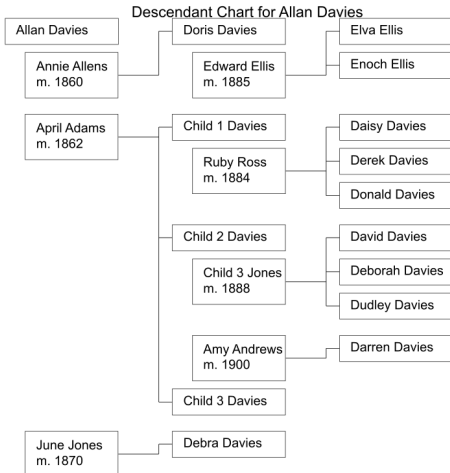 Descendant Chart for Allan Davies
Allan Davies
Doris Davies
Elva Ellis
Annie Allens
m. 1860
Edward Ellis
m. 1885
Enoch Ellis
April Adams
m. 1862
Child 1 Davies
Daisy Davies
Ruby Ross
m. 1884
Derek Davies
Donald Davies
Child 2 Davies
David Davies
Child 3 Jones
m. 1888
Deborah Davies
Dudley Davies
Amy Andrews
m. 1900
Darren Davies
Child 3 Davies
June Jones
m. 1870
Debra Davies